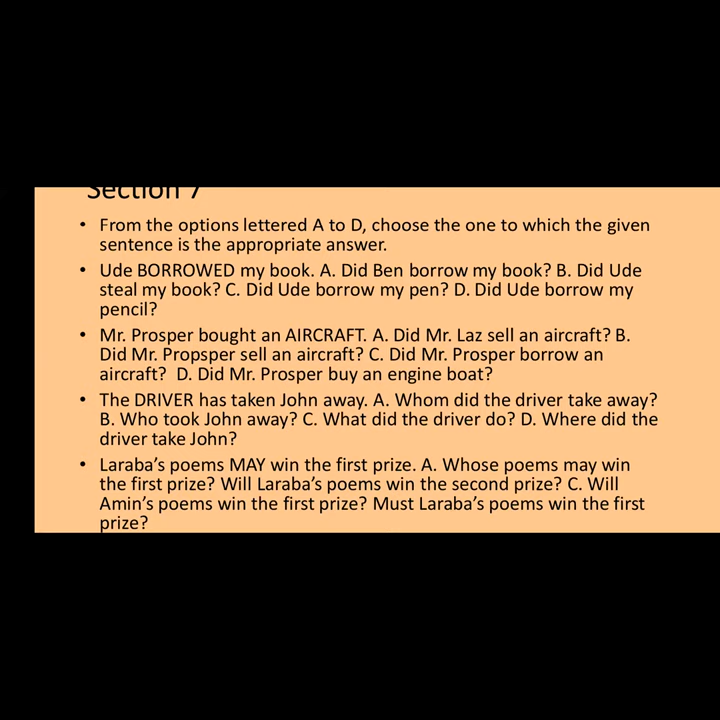 Section 7
• From the options lettered A to D, choose the one to which the given
sentence is the appropriate answer.
• Ude BORROWED my book. A. Did Ben borrow my book? B. Did Ude
steal my book? C. Did Ude borrow my pen? D. Did Ude borrow my
pencil?
• Mr. Prosper bought an AIRCRAFT. A. Did Mr. Laz sell an aircraft? B.
Did Mr. Propsper sell an aircraft? C. Did Mr. Prosper borrow an
aircraft?  D. Did Mr. Prosper buy an engine boat?
• The DRIVER has taken John away. A. Whom did the driver take away?
B. Who took John away? C. What did the driver do? D. Where did the
driver take John?
• Laraba’s poems MAY win the first prize. A. Whose poems may win
the first prize? Will Laraba’s poems win the second prize? C. Will
Amin’s poems win the first prize? Must Laraba’s poems win the first
prize?